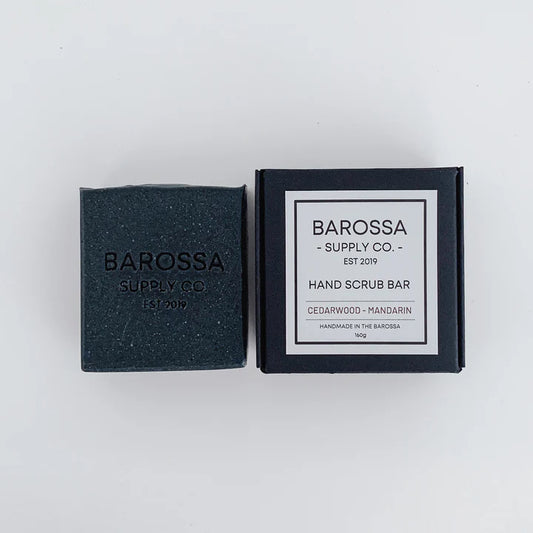 BAROSSA
SUPPLY CO
EST 2019
BAROSSA
- SUPPLY CO. -
EST 2019
HAND SCRUB BAR
CEDARWOOD - MANDARIN
HANDMADE IN THE BAROSSA
160g